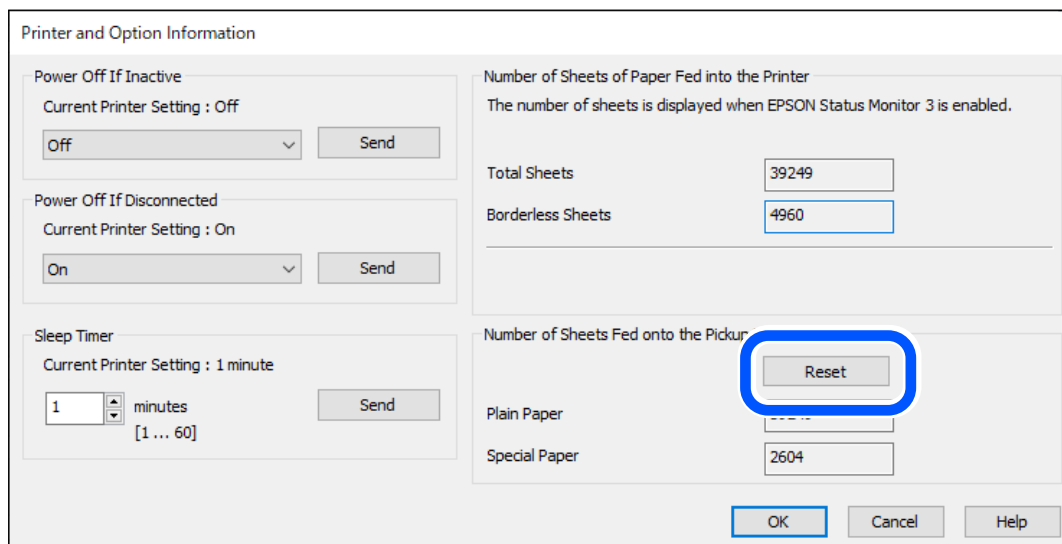 Printer and Option Information
Power Off If Inactive
Current Printer Setting : Off
Off
Send
Power Off If Disconnected
Current Printer Setting : On
On
Send
Sleep Timer
Current Printer Setting : 1 minute
1
minutes
Send
[1 ... 60]
Number of Sheets of Paper Fed into the Printer
The number of sheets is displayed when EPSON Status Monitor 3 is enabled.
Total Sheets
39249
Borderless Sheets
4960
Number of Sheets Fed onto the Pickup
Reset
Plain Paper
Special Paper
2604
OK
Cancel
Help